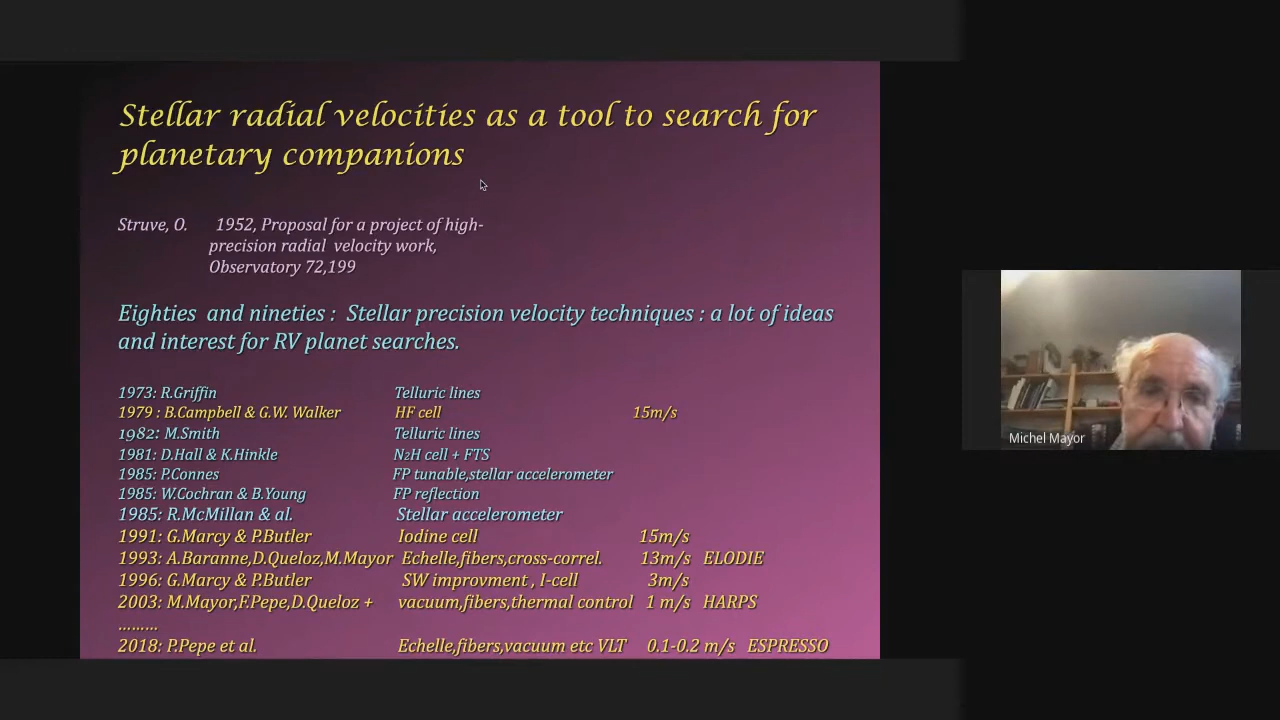 Stellar radial velocities as a tool to search for
planetary companions
Struve, O. 1952, Proposal for a project of high-
precision radial velocity work,
Observatory 72,199
Eighties and nineties : Stellar precision velocity techniques : a lot of ideas
and interest for RV planet searches.
1973: R.Griffin Telluric lines
1979 : B.Campbell & G.W. Walker HF cell 15m/s
1982: M.Smith Telluric lines
1981: D.Hall & K.Hinkle N2H cell + FTS
1985: P.Connes FP tunable,stellar accelerometer
1985: W.Cochran & B.Young FP reflection
1985: R.McMillan & al. Stellar accelerometer
1991: G.Marcy & P.Butler Iodine cell 15m/s
1993: A.Baranne,D.Queloz,M.Mayor Echelle,fibers,cross-correl. 13m/s ELODIE
1996: G.Marcy & P.Butler SW improvment , I-cell 3m/s
2003: M.Mayor,F.Pepe,D.Queloz + vacuum,fibers,thermal control 1 m/s HARPS
.........
2018: P.Pepe et al. Echelle,fibers,vacuum etc VLT 0.1-0.2 m/s ESPRESSO
Michel Mayor